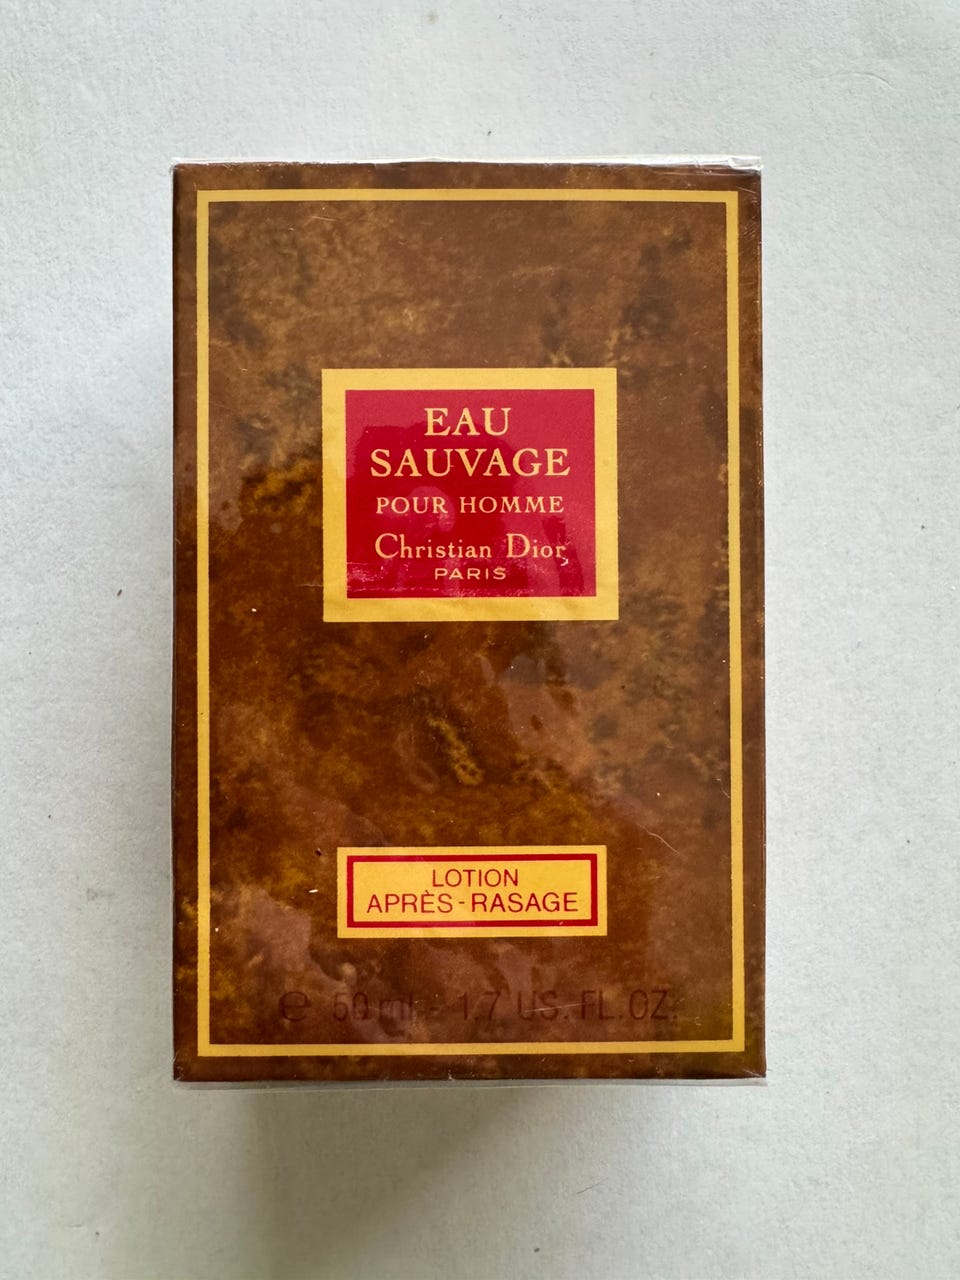 EAU
SAUVAGE
POUR HOMME
Christian Dior
PARIS
LOTION
APRÈS-RASAGE
℮ 50 ml - 1.7 US. FL. OZ.